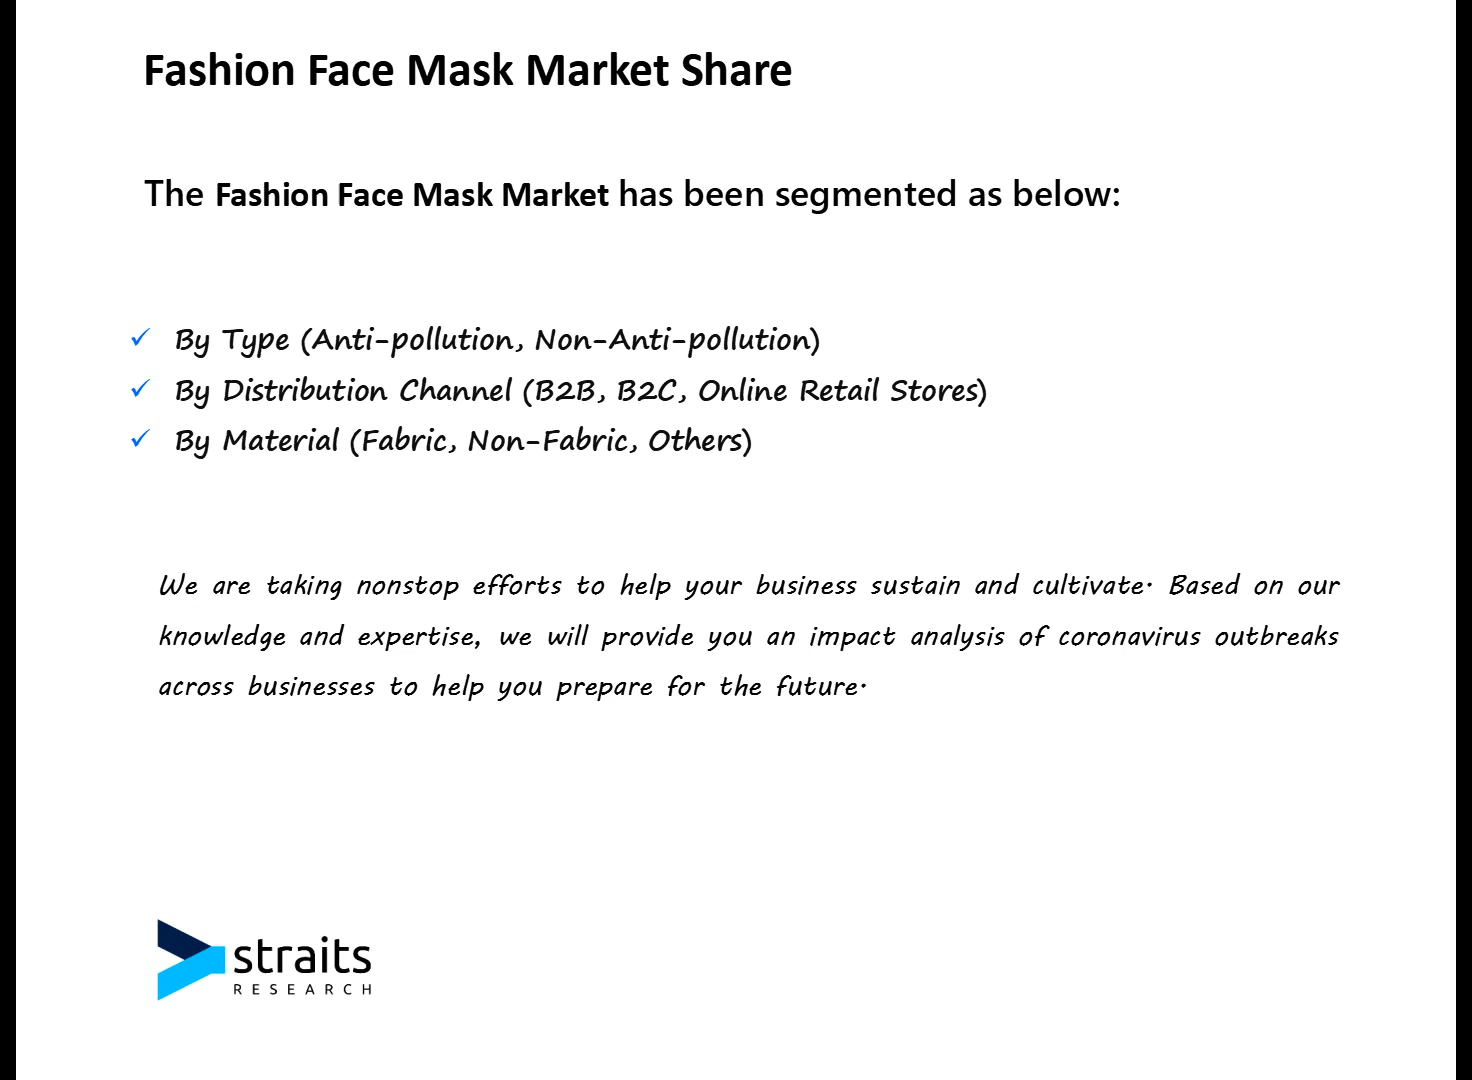 Fashion Face Mask Market Share
The Fashion Face Mask Market has been segmented as below:
✓ By Type (Anti-pollution, Non-Anti-pollution)
✓ By Distribution Channel (B2B, B2C, Online Retail Stores)
✓ By Material (Fabric, Non-Fabric, Others)
We are taking nonstop efforts to help your business sustain and cultivate. Based on our
knowledge and expertise, we will provide you an impact analysis of coronavirus outbreaks
across businesses to help you prepare for the future.
straits
RESEARCH